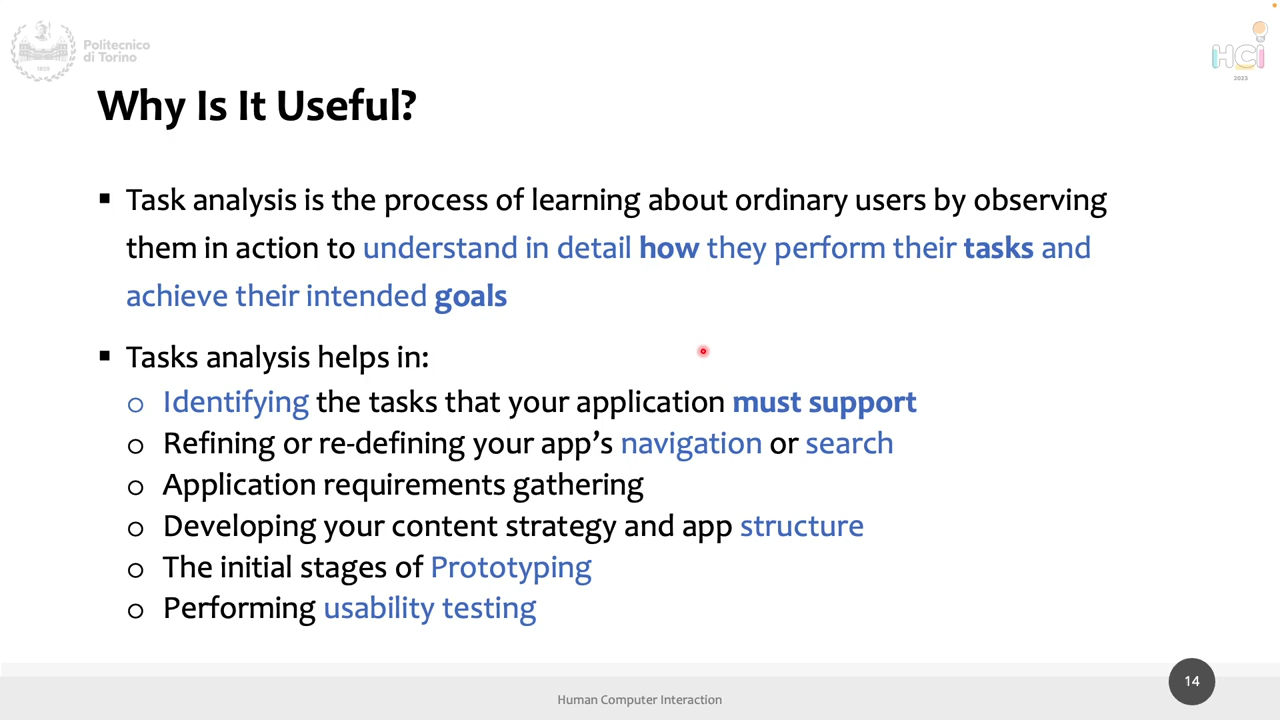 Politecnico
di Torino
1859
HCI
2023
Why Is It Useful?
▪ Task analysis is the process of learning about ordinary users by observing
them in action to understand in detail how they perform their tasks and
achieve their intended goals
▪ Tasks analysis helps in:
o Identifying the tasks that your application must support
o Refining or re-defining your app's navigation or search
o Application requirements gathering
o Developing your content strategy and app structure
o The initial stages of Prototyping
o Performing usability testing
Human Computer Interaction
14